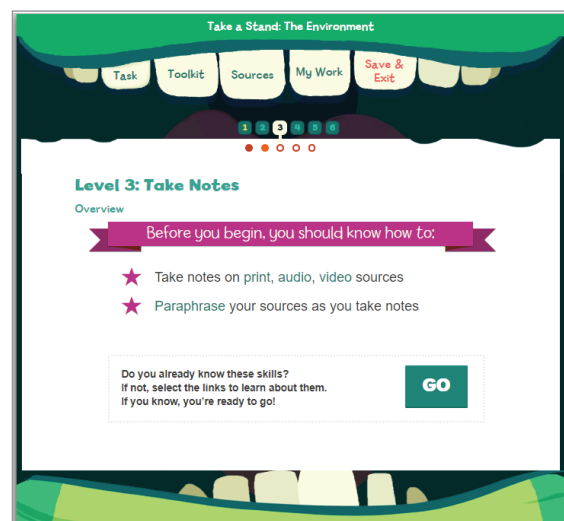 Take a Stand: The Environment
Task
Toolkit
Sources
My Work
Save &
Exit
1 2 3 4 5 6
Level 3: Take Notes
Overview
Before you begin, you should know how to:
Take notes on print, audio, video sources
Paraphrase your sources as you take notes
Do you already know these skills?
If not, select the links to learn about them.
If you know, you're ready to go!
GO